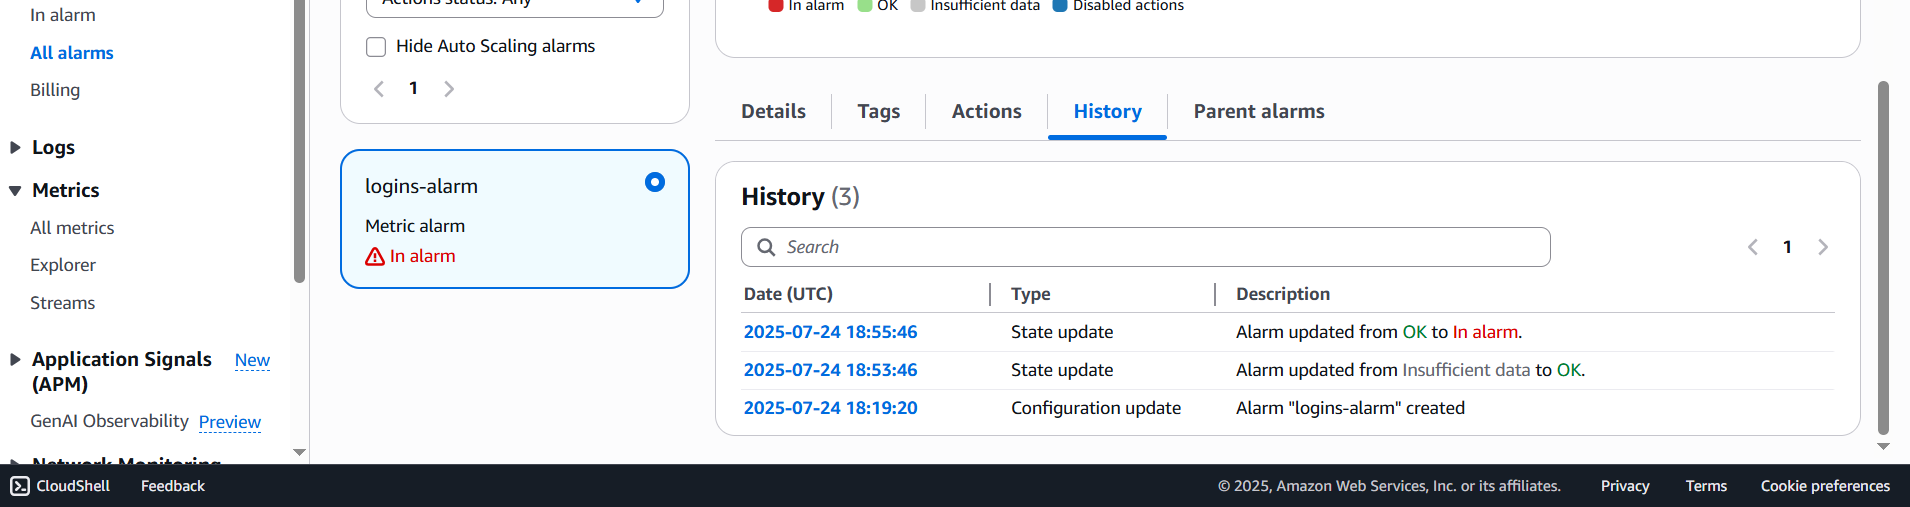 In alarm
All alarms
Billing
Logs
Metrics
All metrics
Explorer
Streams
Application Signals New
(APM)
GenAI Observability Preview
Network Monitoring
Actions status: Any
Hide Auto Scaling alarms
1
logins-alarm
Metric alarm
In alarm
In alarm OK Insufficient data Disabled actions
Details Tags Actions History Parent alarms
History (3)
Search
1
Date (UTC) Type Description
2025-07-24 18:55:46 State update Alarm updated from OK to In alarm.
2025-07-24 18:53:46 State update Alarm updated from Insufficient data to OK.
2025-07-24 18:19:20 Configuration update Alarm "logins-alarm" created
CloudShell Feedback © 2025, Amazon Web Services, Inc. or its affiliates. Privacy Terms Cookie preferences